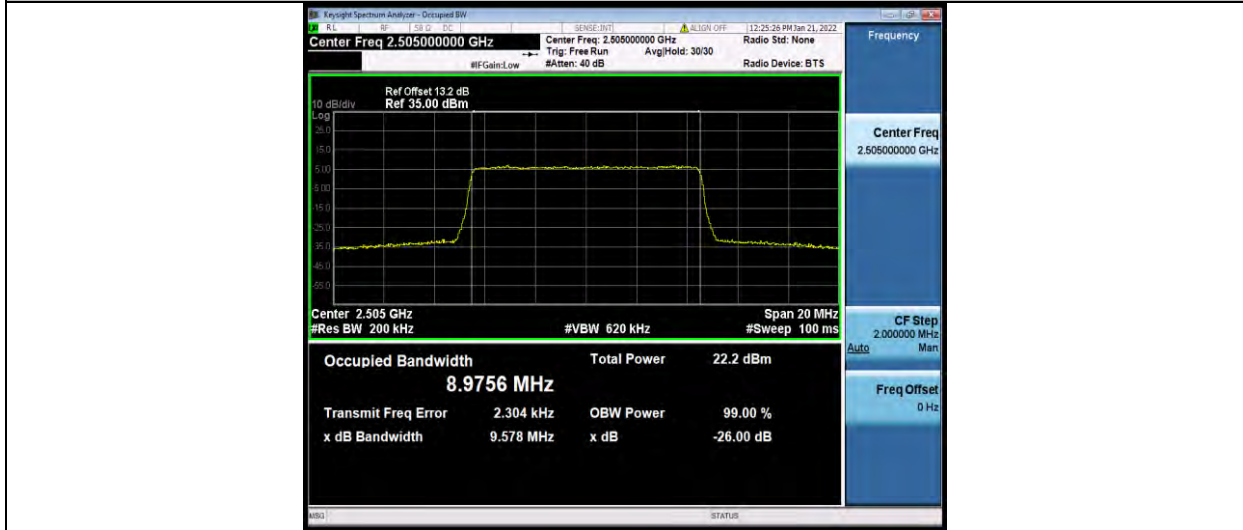 Keysight Spectrum Analyzer - Occupied BW
RL RF 50 Ω DC SENSE:INT ALIGN OFF 12:25:26 PM Jan 21, 2022
Center Freq 2.505000000 GHz
Center Freq: 2.505000000 GHz
Radio Std: None
Trig: Free Run Avg|Hold: 30/30
#IFGain:Low
#Atten: 40 dB
Radio Device: BTS
Frequency
Ref Offset 13.2 dB
10 dB/div Ref 35.00 dBm
Log
25.0
15.0
5.00
-5.00
-15.0
-25.0
-35.0
-45.0
-55.0
Center 2.505 GHz
Span 20 MHz
#Res BW 200 kHz
#VBW 620 kHz
#Sweep 100 ms
Center Freq
2.505000000 GHz
CF Step
2.000000 MHz
Auto Man
Freq Offset
0 Hz
Occupied Bandwidth
Total Power 22.2 dBm
8.9756 MHz
Transmit Freq Error 2.304 kHz
OBW Power 99.00 %
x dB Bandwidth 9.578 MHz
x dB -26.00 dB
MSG
STATUS